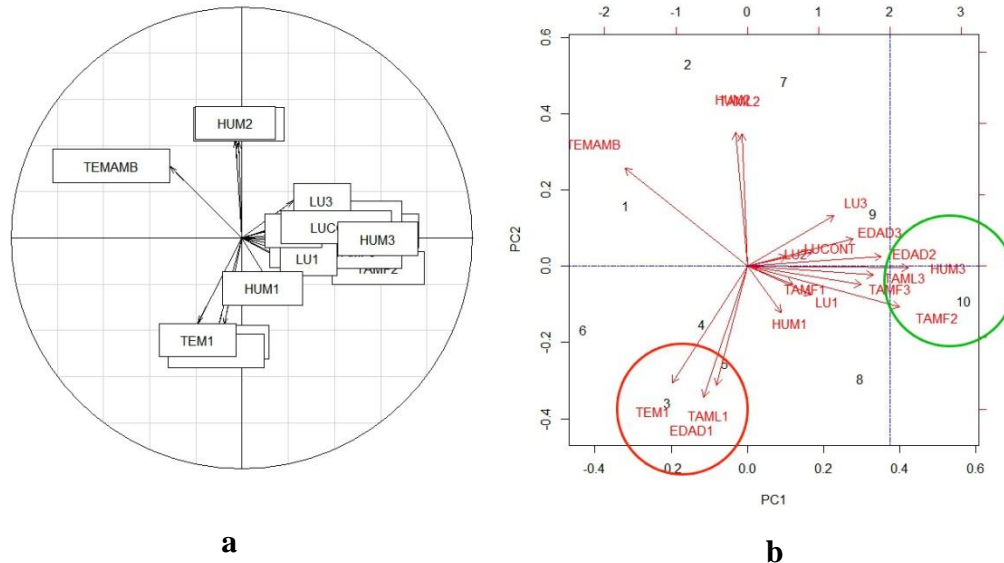 HUM2
TEMAMB
LU3
LUCO
HUM3
LU1
TAMF2
HUM1
TEM1
a
-2 -1 0 1 2 3
0.6
0.4
0.2
0.0
-0.2
-0.4
PC2
2
7
HUM2 TAML2
TEMAMB
1
LU3
9
EDAD3
LUCONT
LU2
EDAD2
HUM3
TAML3
TAMF1
TAMF3
LU1
10
HUM1
TAMF2
6
4
5
8
3
TEM1
TAML1
EDAD1
-0.4 -0.2 0.0 0.2 0.4 0.6
PC1
b